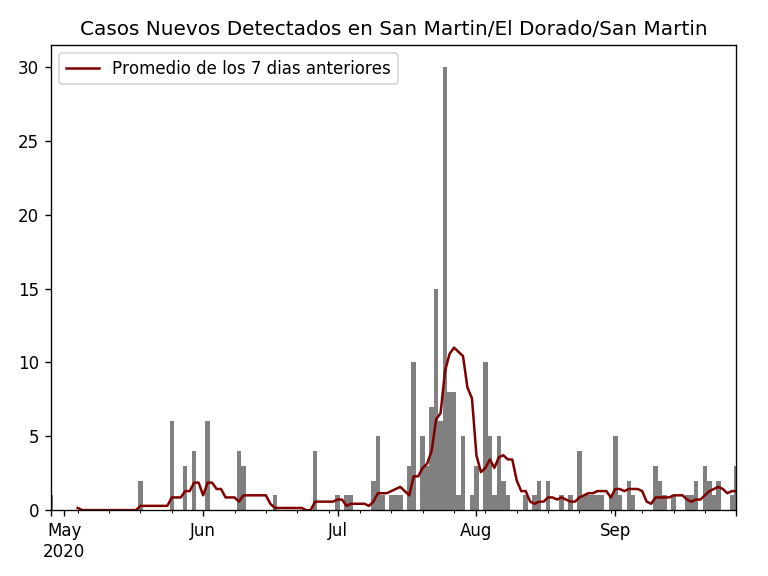 Casos Nuevos Detectados en San Martin/El Dorado/San Martin
Promedio de los 7 dias anteriores
30
25
20
15
10
5
0
May Jun Jul Aug Sep
2020